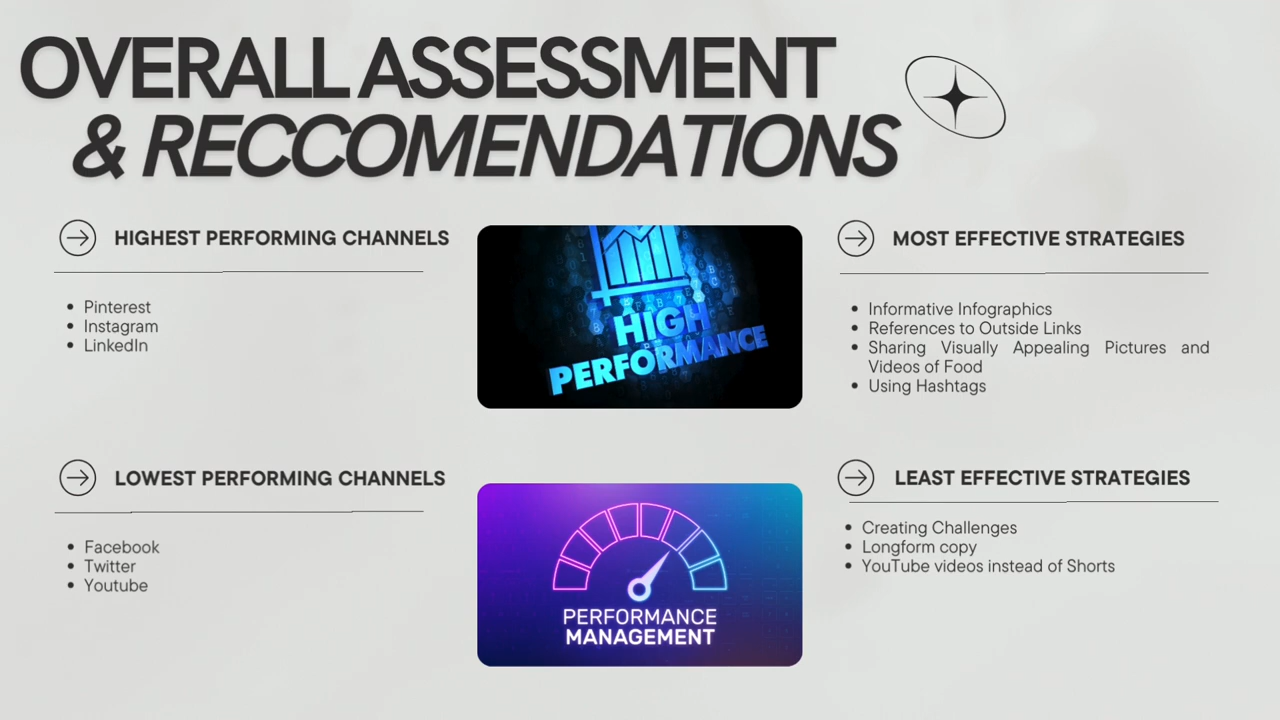 OVERALL ASSESSMENT
& RECCOMENDATIONS
HIGHEST PERFORMING CHANNELS
Pinterest
Instagram
LinkedIn
HIGH
PERFORMANCE
MOST EFFECTIVE STRATEGIES
Informative Infographics
References to Outside Links
Sharing Visually Appealing Pictures and
Videos of Food
Using Hashtags
LOWEST PERFORMING CHANNELS
Facebook
Twitter
Youtube
PERFORMANCE
MANAGEMENT
LEAST EFFECTIVE STRATEGIES
Creating Challenges
Longform copy
YouTube videos instead of Shorts